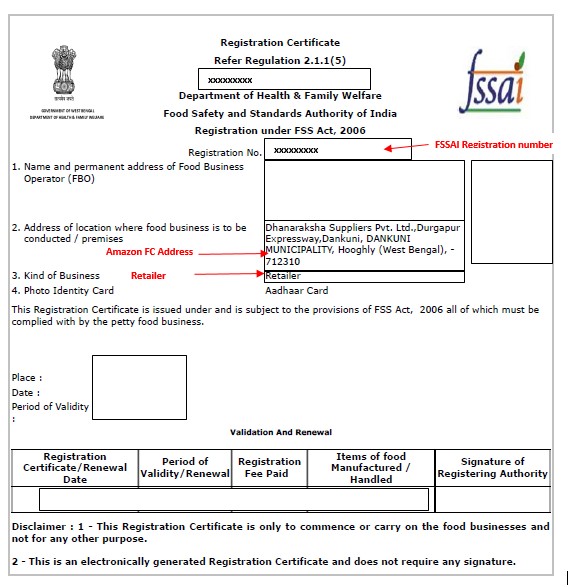 Registration Certificate
Refer Regulation 2.1.1(5)
xxxxxxxxx
Department of Health & Family Welfare
Food Safety and Standards Authority of India
Registration under FSS Act, 2006
सत्यमेव जयते
GOVERNMENT OF WEST BENGAL
DEPARTMENT OF HEALTH & FAMILY WELFARE
fssai
Registration No. xxxxxxxxx FSSAI Registration number
1. Name and permanent address of Food Business
Operator (FBO)
2. Address of location where food business is to be
conducted / premises
Amazon FC Address
Dhanaraksha Suppliers Pvt. Ltd.,Durgapur
Expressway,Dankuni, DANKUNI
MUNICIPALITY, Hooghly (West Bengal), -
712310
3. Kind of Business Retailer Retailer
4. Photo Identity Card Aadhaar Card
This Registration Certificate is issued under and is subject to the provisions of FSS Act, 2006 all of which must be
complied with by the petty food business.
Place :
Date :
Period of Validity
:
Validation And Renewal
Registration
Certificate/Renewal
Date
Period of
Validity/Renewal
Registration
Fee Paid
Items of food
Manufactured /
Handled
Signature of
Registering Authority
Disclaimer : 1 - This Registration Certificate is only to commence or carry on the food businesses and
not for any other purpose.
2 - This is an electronically generated Registration Certificate and does not require any signature.